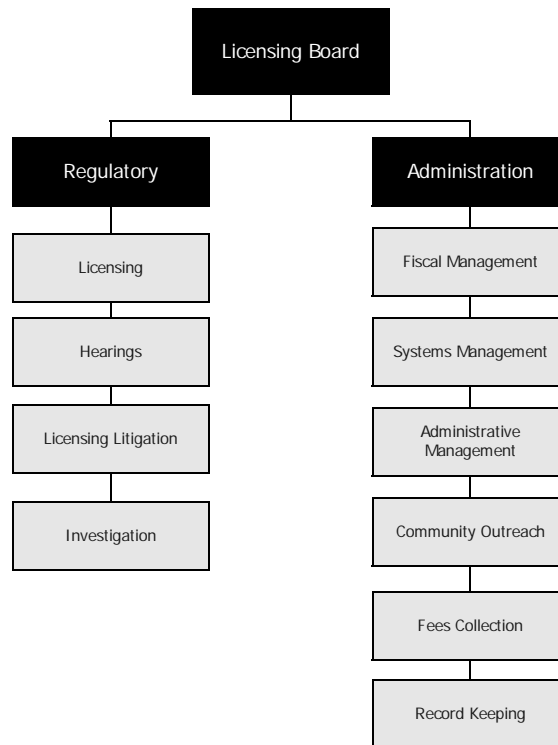 Licensing Board
Regulatory
Administration
Licensing
Hearings
Licensing Litigation
Investigation
Fiscal Management
Systems Management
Administrative
Management
Community Outreach
Fees Collection
Record Keeping